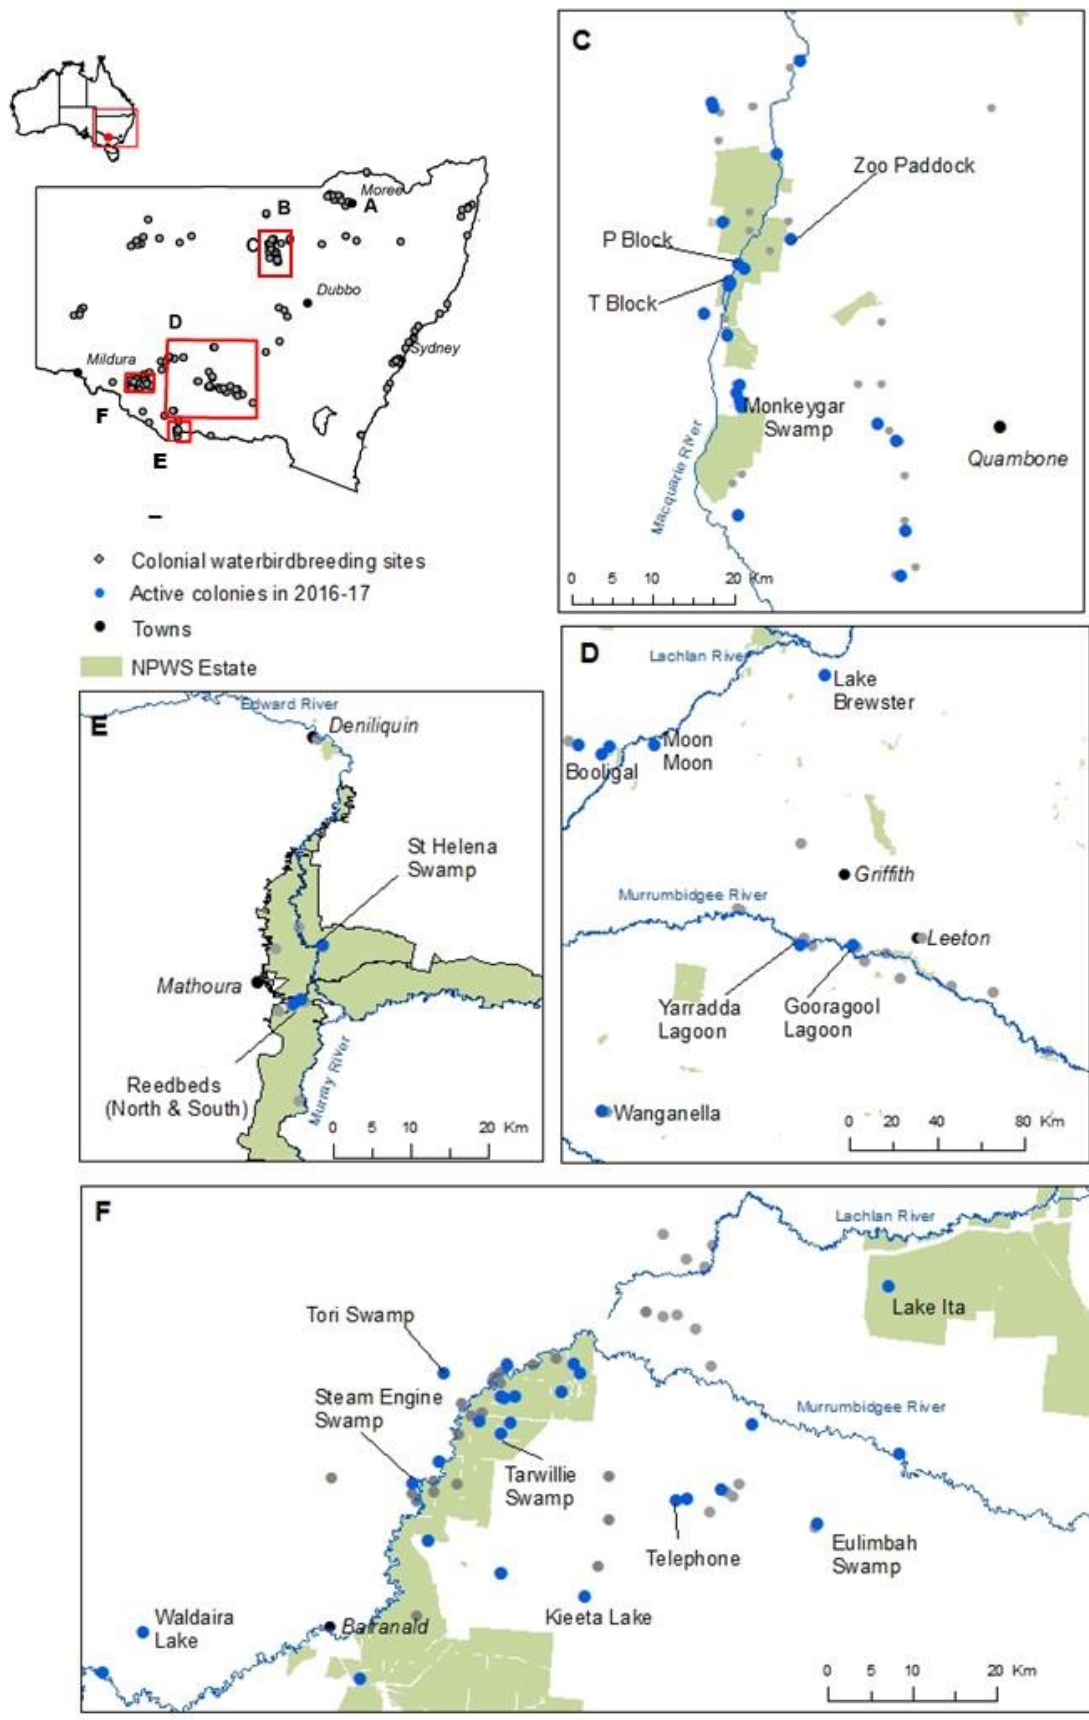 Moree
A
B
C
Dubbo
D
Sydney
Mildura
F
E
Colonial waterbirdbreeding sites
Active colonies in 2016-17
Towns
NPWS Estate
C
Zoo Paddock
P Block
T Block
Monkeygar
Swamp
Quambone
Macquarie River
0 5 10 20 Km
D
Lachlan River
Lake
Brewster
Moon
Moon
Booligal
Griffith
Murrumbidgee River
Leeton
Yarradda
Lagoon
Gooragool
Lagoon
Wanganella
0 20 40 80 Km
E
Edward River
Deniliquin
St Helena
Swamp
Mathoura
Reedbeds
(North & South)
Murray River
0 5 10 20 Km
F
Lachlan River
Lake Ita
Tori Swamp
Steam Engine
Swamp
Murrumbidgee River
Tarwillie
Swamp
Telephone
Eulimbah
Swamp
Kieeta Lake
Waldaira
Lake
Balranald
0 5 10 20 Km